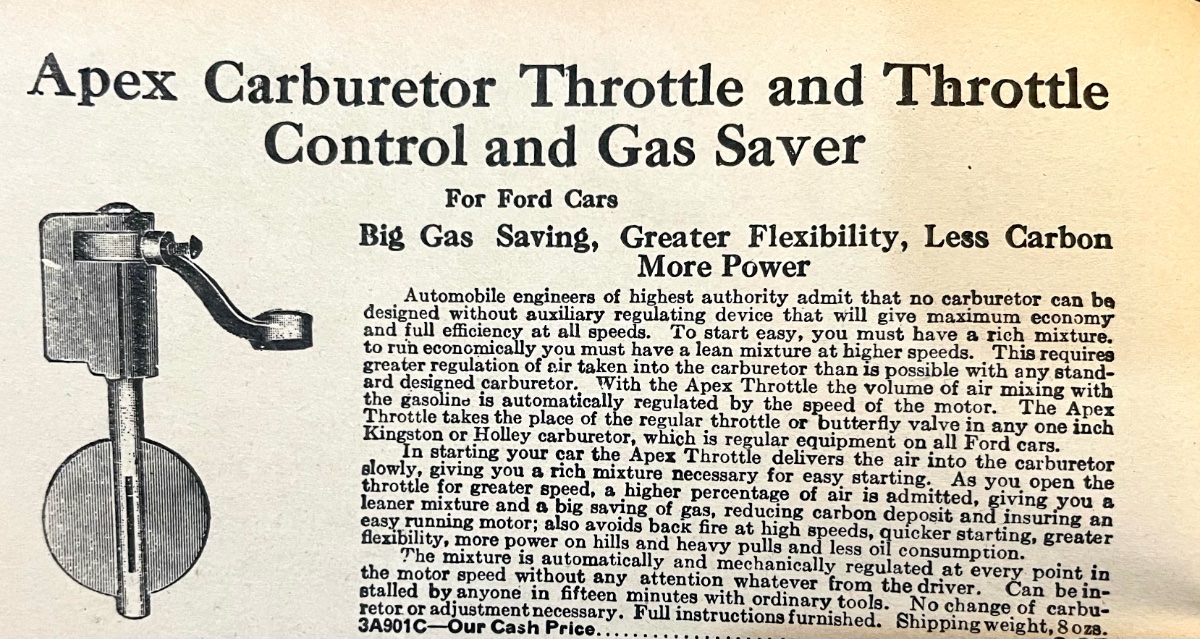 Apex Carburetor Throttle and Throttle
Control and Gas Saver
For Ford Cars
Big Gas Saving, Greater Flexibility, Less Carbon
More Power
Automobile engineers of highest authority admit that no carburetor can be
designed without auxiliary regulating device that will give maximum economy
and full efficiency at all speeds. To start easy, you must have a rich mixture.
to run economically you must have a lean mixture at higher speeds. This requires
greater regulation of air taken into the carburetor than is possible with any stand-
ard designed carburetor. With the Apex Throttle the volume of air mixing with
the gasoline is automatically regulated by the speed of the motor. The Apex
Throttle takes the place of the regular throttle or butterfly valve in any one inch
Kingston or Holley carburetor, which is regular equipment on all Ford cars.
In starting your car the Apex Throttle delivers the air into the carburetor
slowly, giving you a rich mixture necessary for easy starting. As you open the
throttle for greater speed, a higher percentage of air is admitted, giving you a
leaner mixture and a big saving of gas, reducing carbon deposit and insuring an
easy running motor; also avoids back fire at high speeds, quicker starting, greater
flexibility, more power on hills and heavy pulls and less oil consumption.
The mixture is automatically and mechanically regulated at every point in
the motor speed without any attention whatever from the driver. Can be in-
stalled by anyone in fifteen minutes with ordinary tools. No change of carbu-
retor or adjustment necessary. Full instructions furnished. Shipping weight, 8 ozs.
3A901C—Our Cash Price